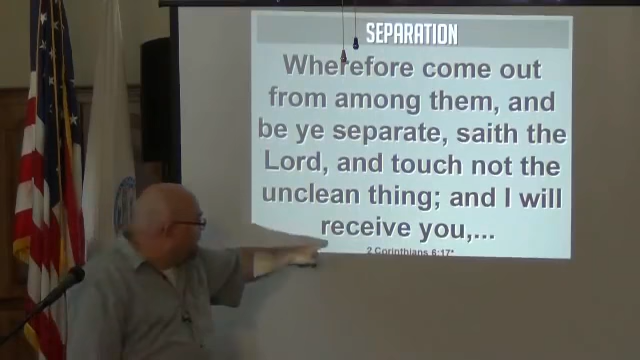 SEPARATION
Wherefore come out
from among them, and
be ye separate, saith the
Lord, and touch not the
unclean thing; and I will
receive you,...
2 Corinthians 6:17*